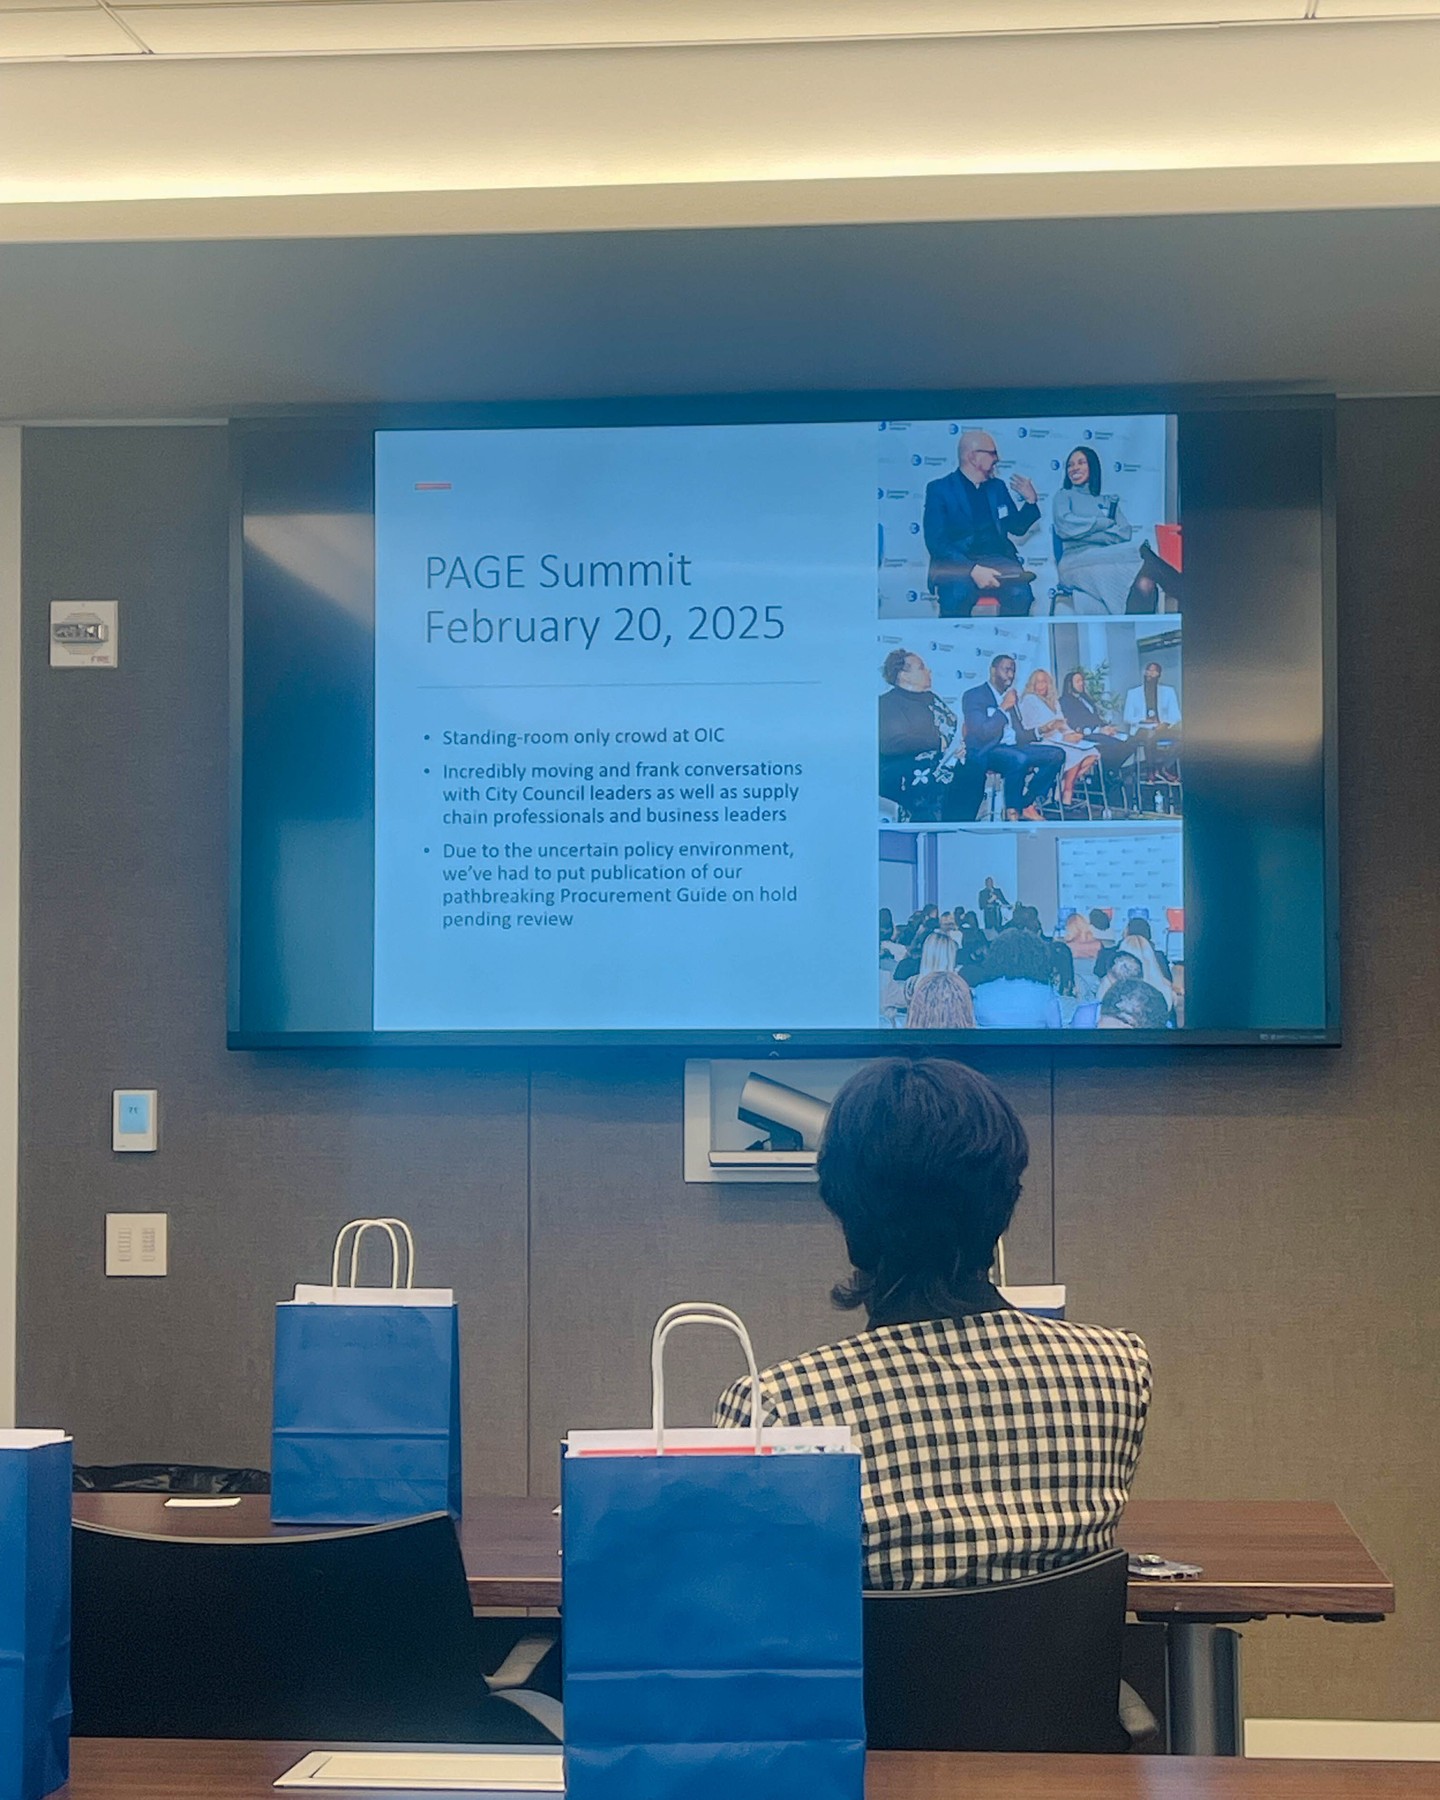 PAGE Summit
February 20, 2025
• Standing-room only crowd at OIC
• Incredibly moving and frank conversations
with City Council leaders as well as supply
chain professionals and business leaders
• Due to the uncertain policy environment,
we've had to put publication of our
pathbreaking Procurement Guide on hold
pending review